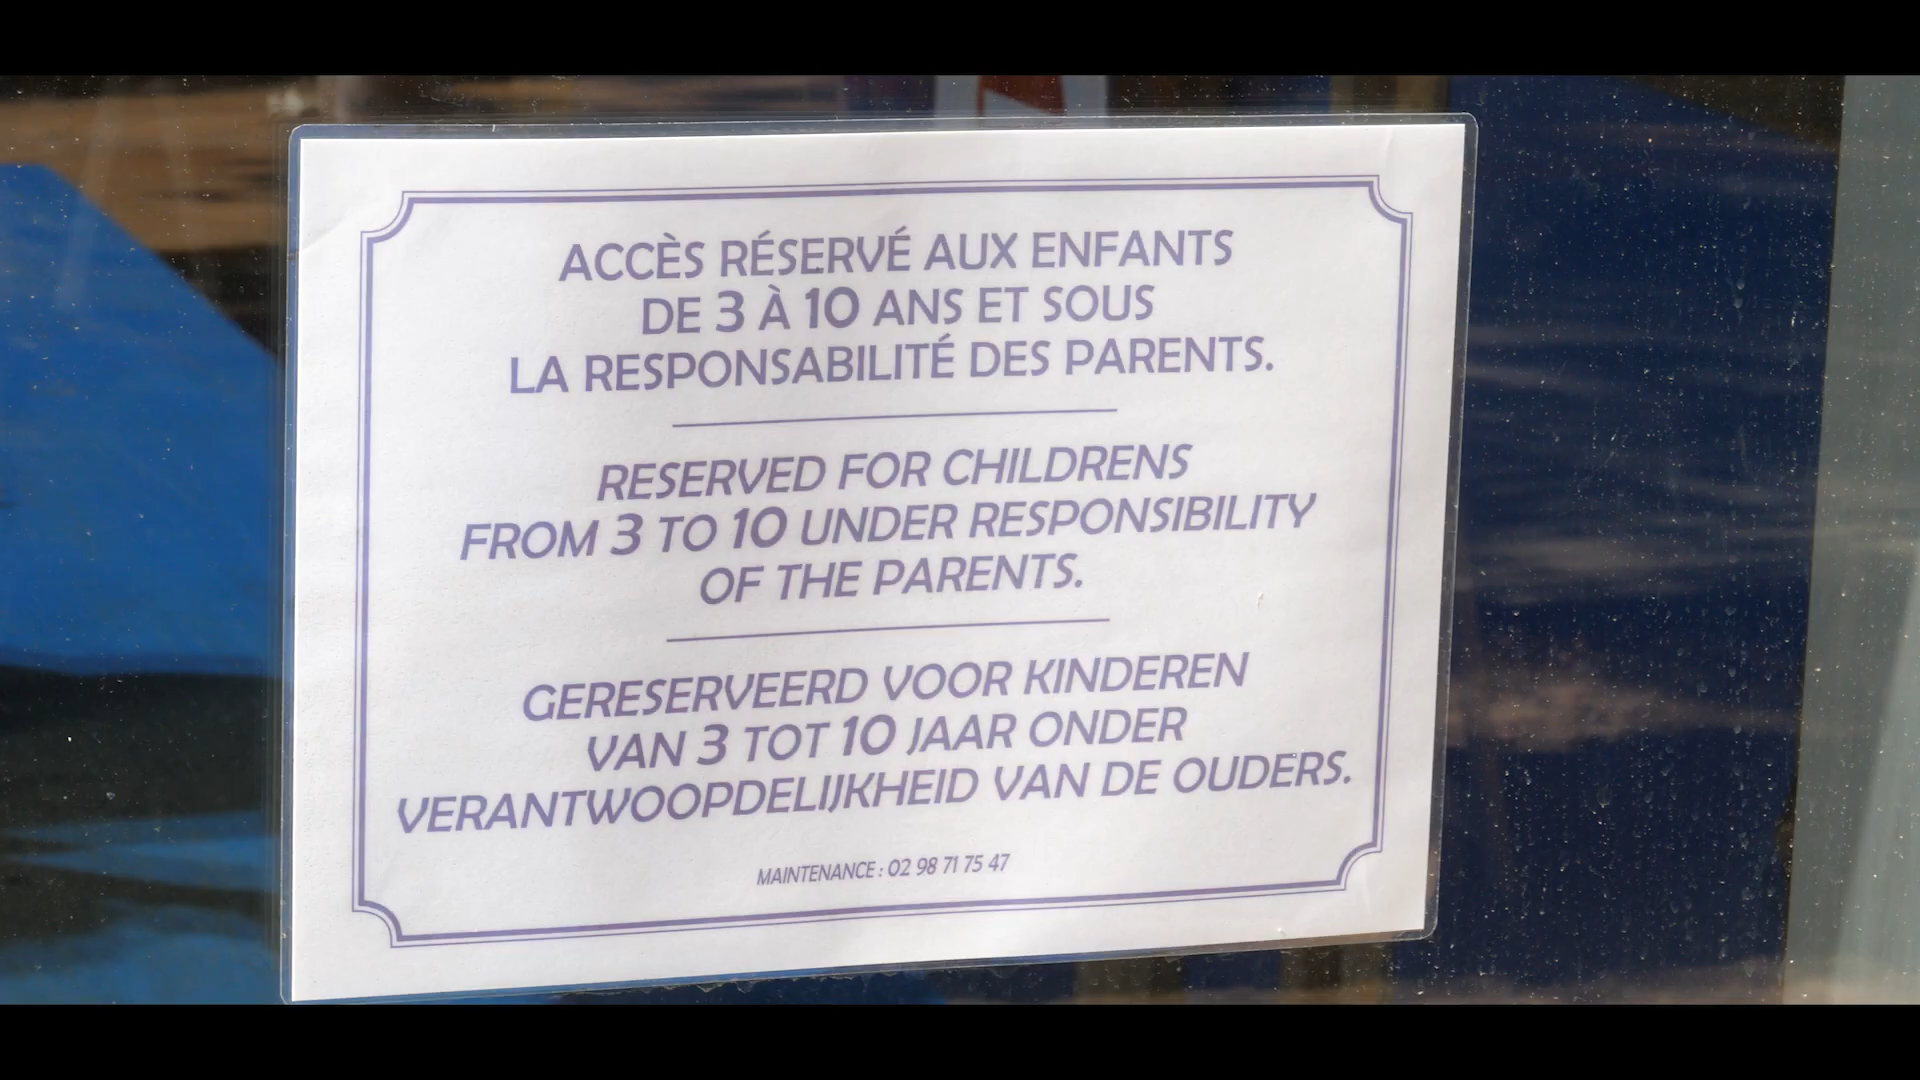 ACCÈS RÉSERVÉ AUX ENFANTS
DE 3 À 10 ANS ET SOUS
LA RESPONSABILITÉ DES PARENTS.
RESERVED FOR CHILDRENS
FROM 3 TO 10 UNDER RESPONSIBILITY
OF THE PARENTS.
GERESERVEERD VOOR KINDEREN
VAN 3 TOT 10 JAAR ONDER
VERANTWOOPDELIJKHEID VAN DE OUDERS.
MAINTENANCE : 02 98 71 75 47